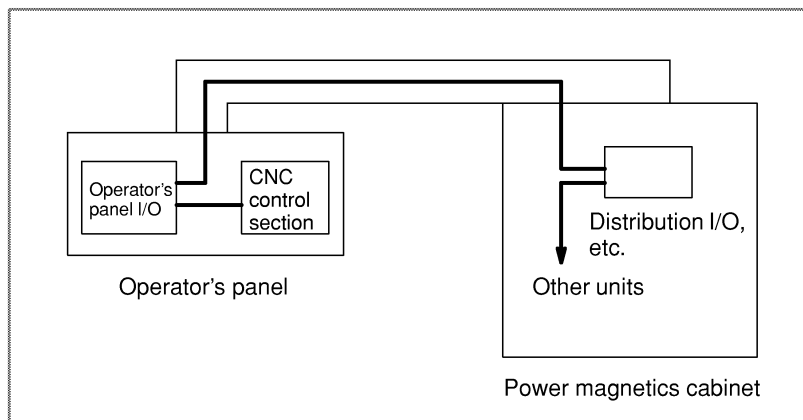 Operator's
panel I/O
CNC
control
section
Operator's panel
Distribution I/O,
etc.
Other units
Power magnetics cabinet